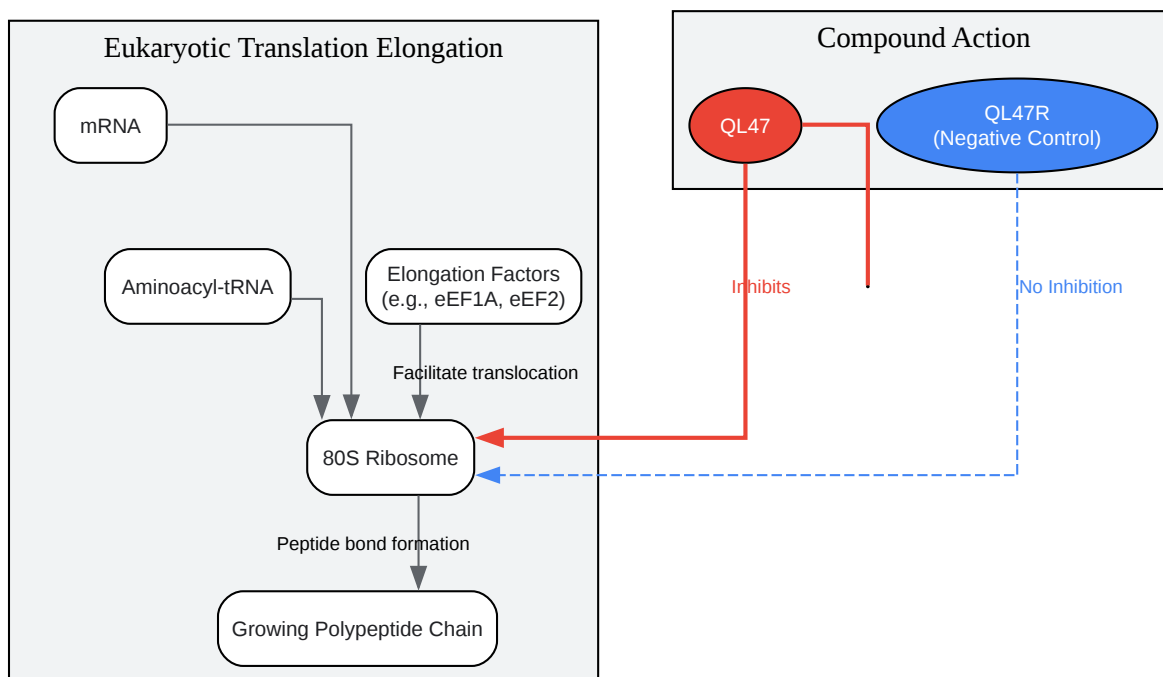 Eukaryotic Translation Elongation
mRNA
Aminoacyl-tRNA
Elongation Factors
(e.g., eEF1A, eEF2)
Facilitate translocation
80S Ribosome
Peptide bond formation
Growing Polypeptide Chain
Compound Action
QL47
QL47R
(Negative Control)
Inhibits
No Inhibition